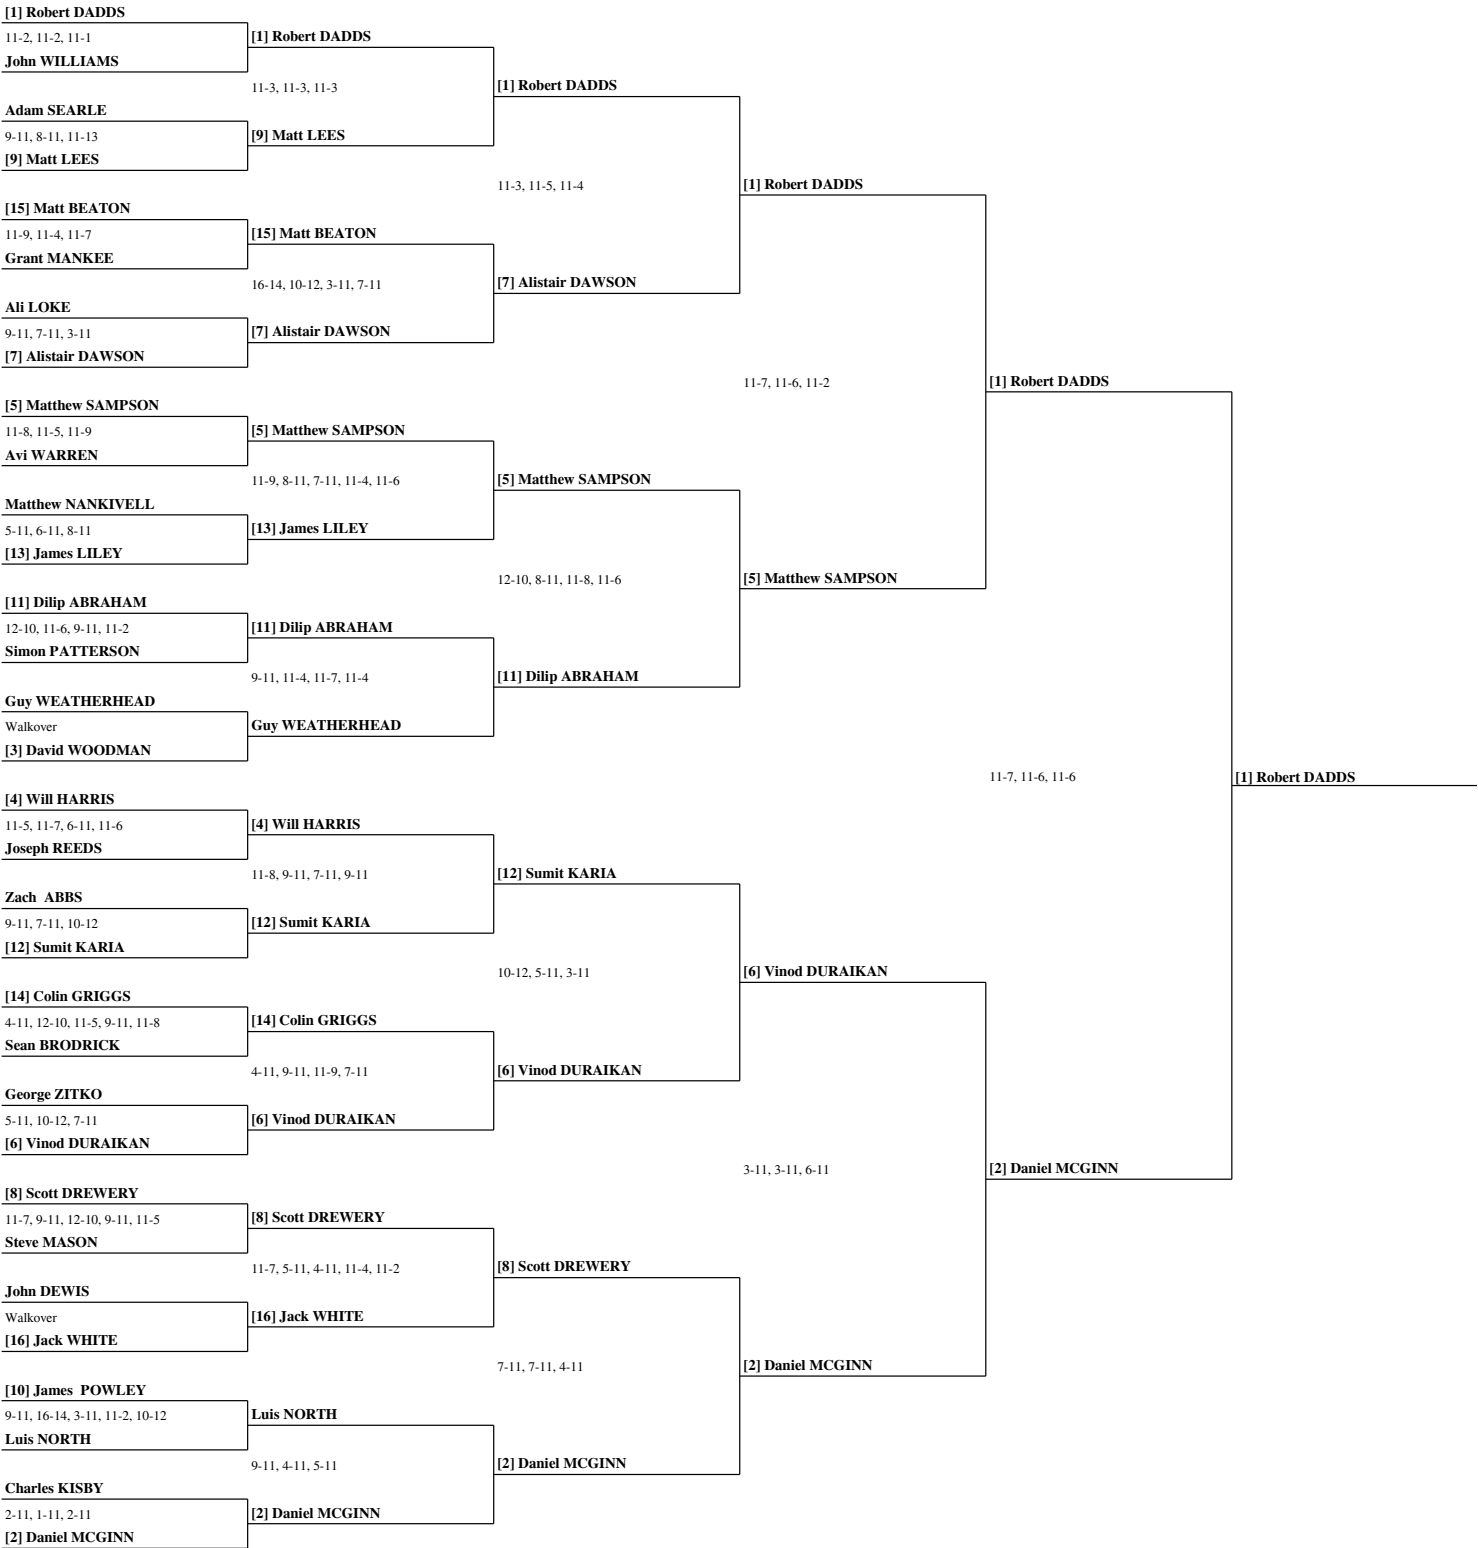 [1] Robert DADDS
11-2, 11-2, 11-1
[1] Robert DADDS
John WILLIAMS
11-3, 11-3, 11-3
[1] Robert DADDS
Adam SEARLE
9-11, 8-11, 11-13
[9] Matt LEES
[9] Matt LEES
11-3, 11-5, 11-4
[1] Robert DADDS
[15] Matt BEATON
11-9, 11-4, 11-7
[15] Matt BEATON
Grant MANKEE
16-14, 10-12, 3-11, 7-11
[7] Alistair DAWSON
Ali LOKE
9-11, 7-11, 3-11
[7] Alistair DAWSON
[7] Alistair DAWSON
11-7, 11-6, 11-2
[1] Robert DADDS
[5] Matthew SAMPSON
11-8, 11-5, 11-9
[5] Matthew SAMPSON
Avi WARREN
11-9, 8-11, 7-11, 11-4, 11-6
[5] Matthew SAMPSON
Matthew NANKIVELL
5-11, 6-11, 8-11
[13] James LILEY
[13] James LILEY
12-10, 8-11, 11-8, 11-6
[5] Matthew SAMPSON
[11] Dilip ABRAHAM
12-10, 11-6, 9-11, 11-2
[11] Dilip ABRAHAM
Simon PATTERSON
9-11, 11-4, 11-7, 11-4
[11] Dilip ABRAHAM
Guy WEATHERHEAD
Walkover
Guy WEATHERHEAD
[3] David WOODMAN
11-7, 11-6, 11-6
[1] Robert DADDS
[4] Will HARRIS
11-5, 11-7, 6-11, 11-6
[4] Will HARRIS
Joseph REEDS
11-8, 9-11, 7-11, 9-11
[12] Sumit KARIA
Zach  ABBS
9-11, 7-11, 10-12
[12] Sumit KARIA
[12] Sumit KARIA
10-12, 5-11, 3-11
[6] Vinod DURAIKAN
[14] Colin GRIGGS
4-11, 12-10, 11-5, 9-11, 11-8
[14] Colin GRIGGS
Sean BRODRICK
4-11, 9-11, 11-9, 7-11
[6] Vinod DURAIKAN
George ZITKO
5-11, 10-12, 7-11
[6] Vinod DURAIKAN
[6] Vinod DURAIKAN
3-11, 3-11, 6-11
[2] Daniel MCGINN
[8] Scott DREWERY
11-7, 9-11, 12-10, 9-11, 11-5
[8] Scott DREWERY
Steve MASON
11-7, 5-11, 4-11, 11-4, 11-2
[8] Scott DREWERY
John DEWIS
Walkover
[16] Jack WHITE
[16] Jack WHITE
7-11, 7-11, 4-11
[2] Daniel MCGINN
[10] James  POWLEY
9-11, 16-14, 3-11, 11-2, 10-12
Luis NORTH
Luis NORTH
9-11, 4-11, 5-11
[2] Daniel MCGINN
Charles KISBY
2-11, 1-11, 2-11
[2] Daniel MCGINN
[2] Daniel MCGINN